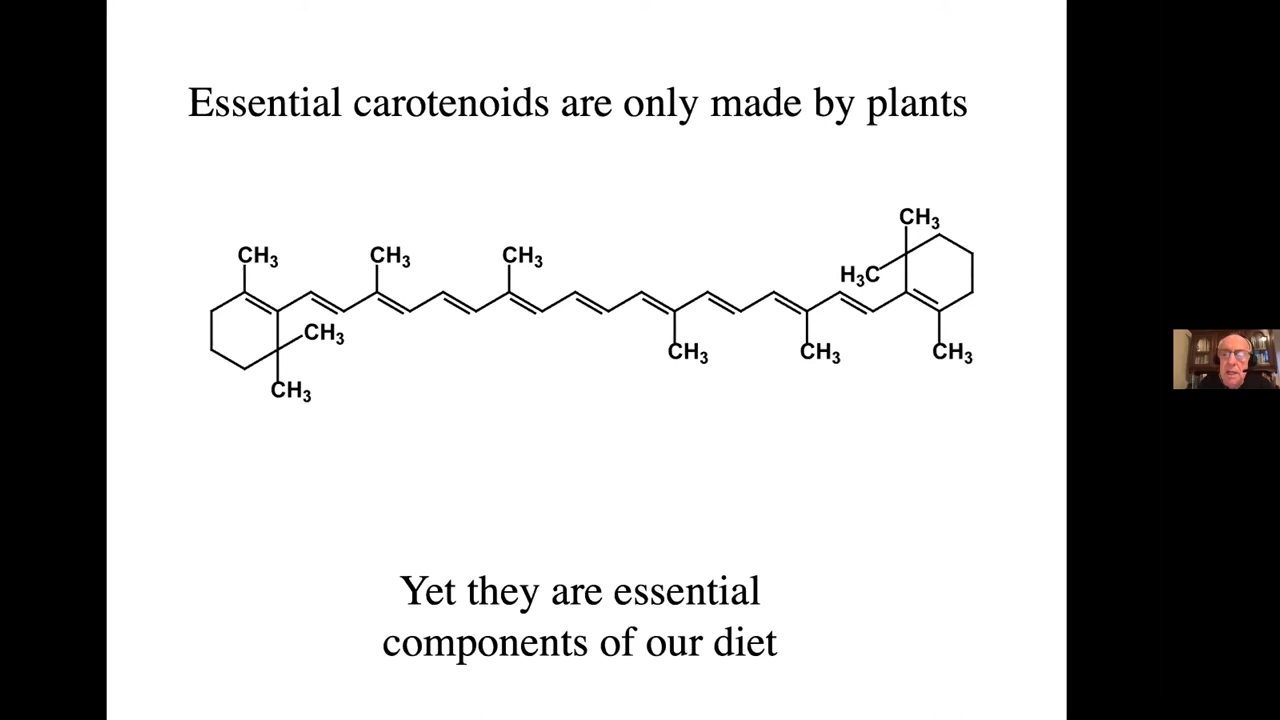 Essential carotenoids are only made by plants
CH3
CH3
CH3
CH3
H3C
CH3
CH3
CH3
CH3
CH3
Yet they are essential
components of our diet